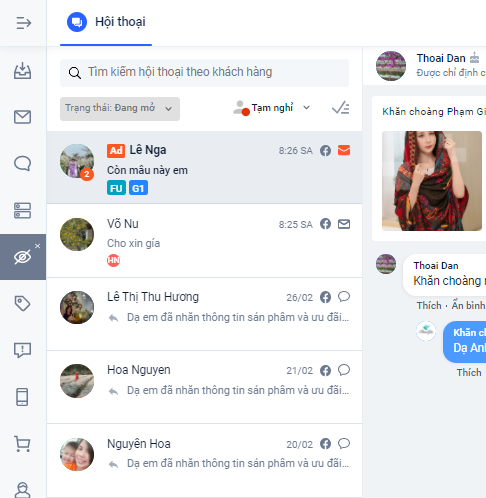 Hội thoại
Tìm kiếm hội thoại theo khách hàng
Trạng thái: Đang mở
Tạm nghỉ
Ad Lê Nga
8:26 SA
Còn mâu này em
2
FU G1
Võ Nu
8:25 SA
Cho xin gía
HN
Lê Thị Thu Hương
26/02
Dạ em đã nhắn thông tin sản phẩm và ưu đãi...
Hoa Nguyen
21/02
Dạ em đã nhắn thông tin sản phẩm và ưu đãi...
Nguyên Hoa
20/02
Dạ em đã nhắn thông tin sản phẩm và ưu đãi...
Thoai Dan
Được chỉ định c
Khăn choàng Phạm Gi
Thoai Dan
Khăn choàng
Thích · Ẩn bình
Khăn ch
Dạ Anh
Thích